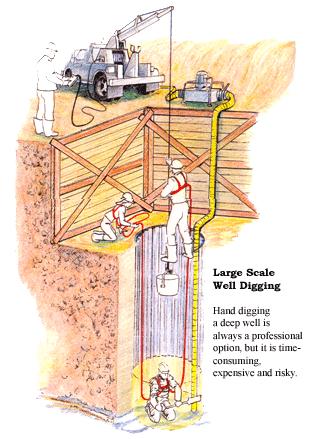 Large Scale
Well Digging
Hand digging
a deep well is
always a professional
option, but it is time-
consuming,
expensive and risky.